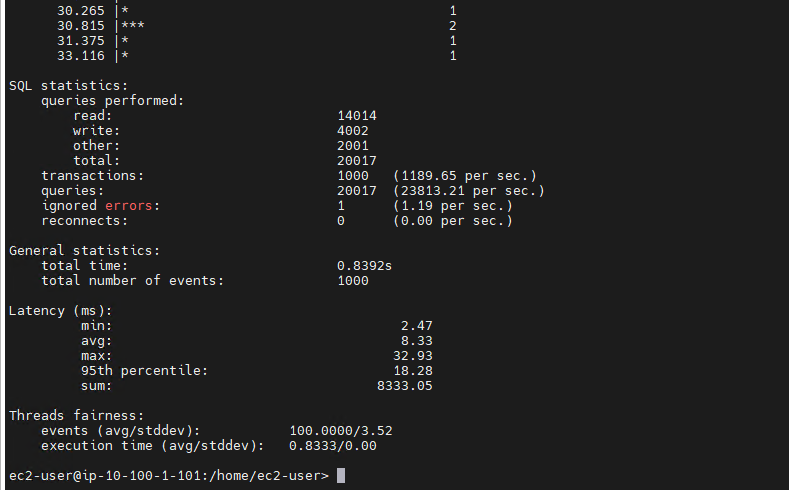 30.265 |* 1
30.815 |*** 2
31.375 |* 1
33.116 |* 1
SQL statistics:
queries performed:
read: 14014
write: 4002
other: 2001
total: 20017
transactions: 1000 (1189.65 per sec.)
queries: 20017 (23813.21 per sec.)
ignored errors: 1 (1.19 per sec.)
reconnects: 0 (0.00 per sec.)
General statistics:
total time: 0.8392s
total number of events: 1000
Latency (ms):
min: 2.47
avg: 8.33
max: 32.93
95th percentile: 18.28
sum: 8333.05
Threads fairness:
events (avg/stddev): 100.0000/3.52
execution time (avg/stddev): 0.8333/0.00
ec2-user@ip-10-100-1-101:/home/ec2-user>